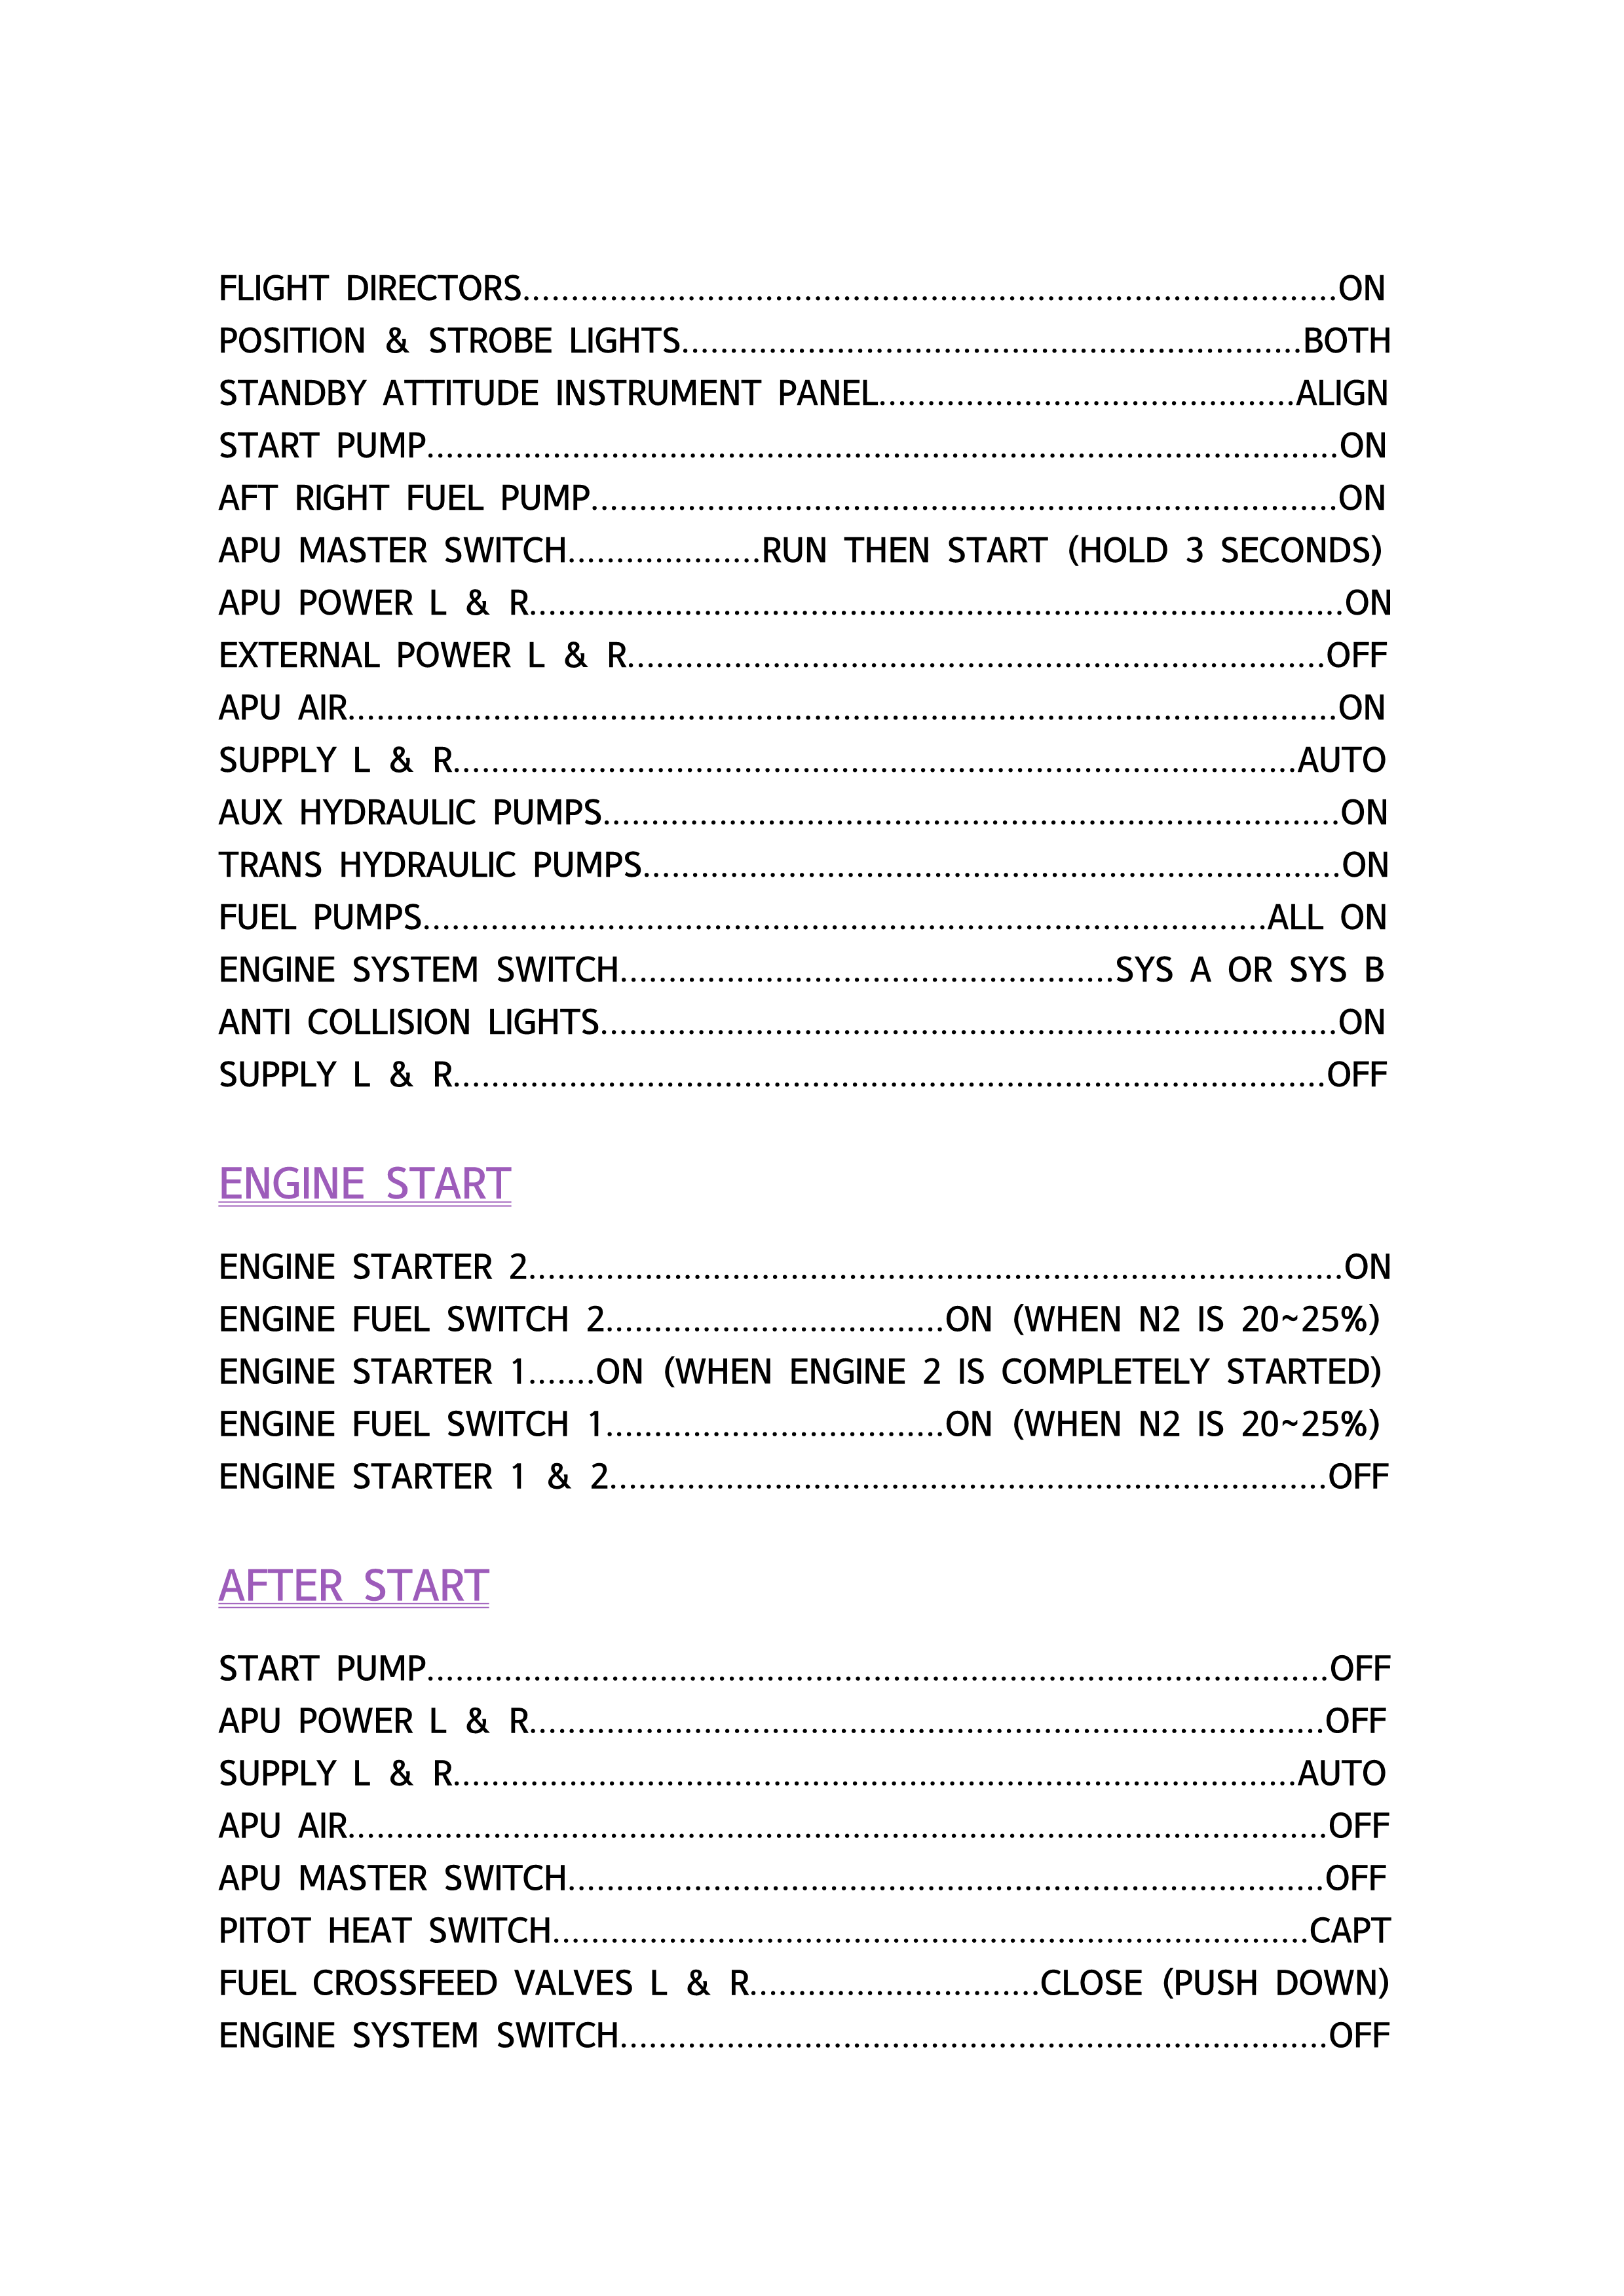 FLIGHT DIRECTORS....................................................................................ON
POSITION & STROBE LIGHTS................................................................BOTH
STANDBY ATTITUDE INSTRUMENT PANEL...........................................ALIGN
START PUMP..............................................................................................ON
AFT RIGHT FUEL PUMP.............................................................................ON
APU MASTER SWITCH....................RUN THEN START (HOLD 3 SECONDS)
APU POWER L & R....................................................................................ON
EXTERNAL POWER L & R........................................................................OFF
APU AIR......................................................................................................ON
SUPPLY L & R.......................................................................................AUTO
AUX HYDRAULIC PUMPS............................................................................ON
TRANS HYDRAULIC PUMPS........................................................................ON
FUEL PUMPS.......................................................................................ALL ON
ENGINE SYSTEM SWITCH...................................................SYS A OR SYS B
ANTI COLLISION LIGHTS............................................................................ON
SUPPLY L & R..........................................................................................OFF
ENGINE START
ENGINE STARTER 2....................................................................................ON
ENGINE FUEL SWITCH 2...................................ON (WHEN N2 IS 20~25%)
ENGINE STARTER 1.......ON (WHEN ENGINE 2 IS COMPLETELY STARTED)
ENGINE FUEL SWITCH 1...................................ON (WHEN N2 IS 20~25%)
ENGINE STARTER 1 & 2..........................................................................OFF
AFTER START
START PUMP.............................................................................................OFF
APU POWER L & R..................................................................................OFF
SUPPLY L & R.......................................................................................AUTO
APU AIR.....................................................................................................OFF
APU MASTER SWITCH..............................................................................OFF
PITOT HEAT SWITCH..............................................................................CAPT
FUEL CROSSFEED VALVES L & R..............................CLOSE (PUSH DOWN)
ENGINE SYSTEM SWITCH.........................................................................OFF